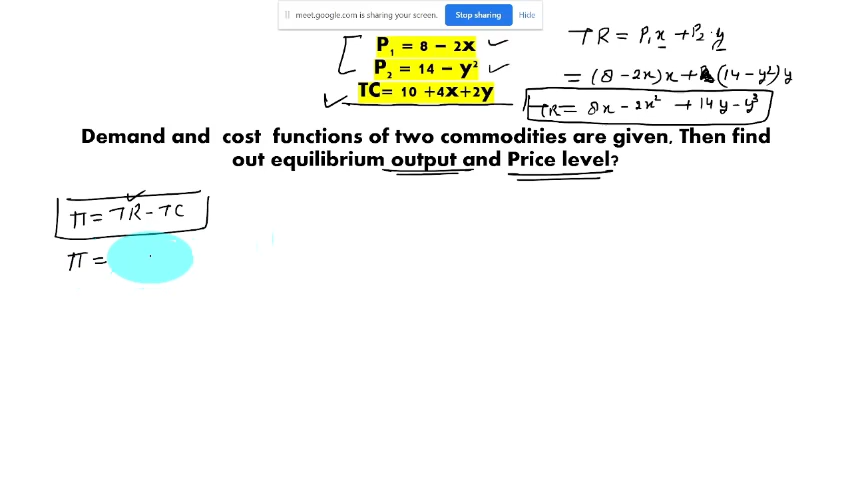 meet.google.com is sharing your screen. Stop sharing Hide
P₁ = 8 – 2x
P₂ = 14 – y²
TC= 10 +4x+2y
TR = P₁x + P₂.y
= (8 - 2x)x + (14 - y²)y
TR = 8x - 2x² + 14y - y³
Demand and cost functions of two commodities are given. Then find
out equilibrium output and Price level?
π = TR - TC
π =